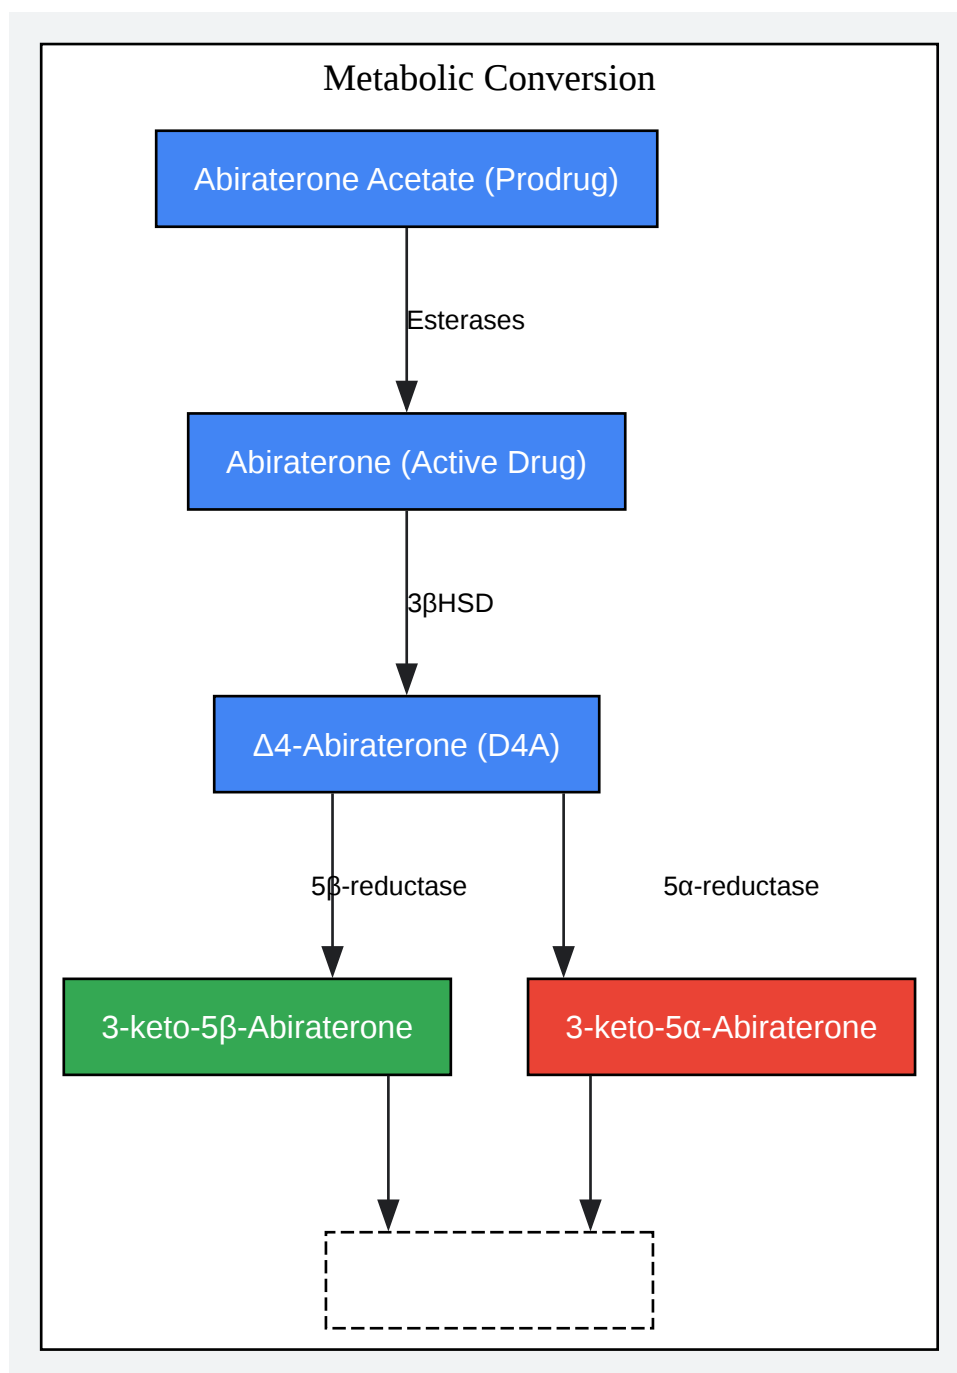 Metabolic Conversion
Abiraterone Acetate (Prodrug)
Esterases
Abiraterone (Active Drug)
3βHSD
Δ4-Abiraterone (D4A)
5β-reductase
5α-reductase
3-keto-5β-Abiraterone
3-keto-5α-Abiraterone